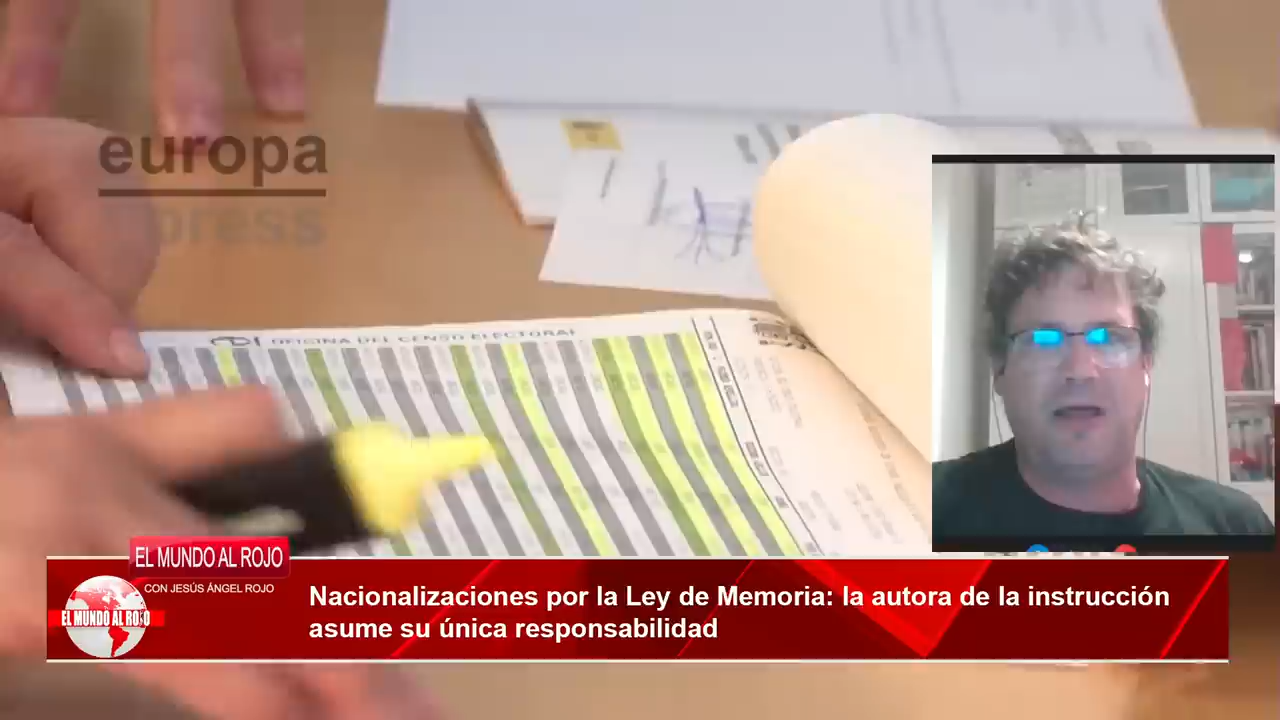 europa
press
OFICINA DEL CENSO ELECTORAL
EL MUNDO AL ROJO
CON JESÚS ÁNGEL ROJO
EL MUNDO AL ROJO
Nacionalizaciones por la Ley de Memoria: la autora de la instrucción
asume su única responsabilidad